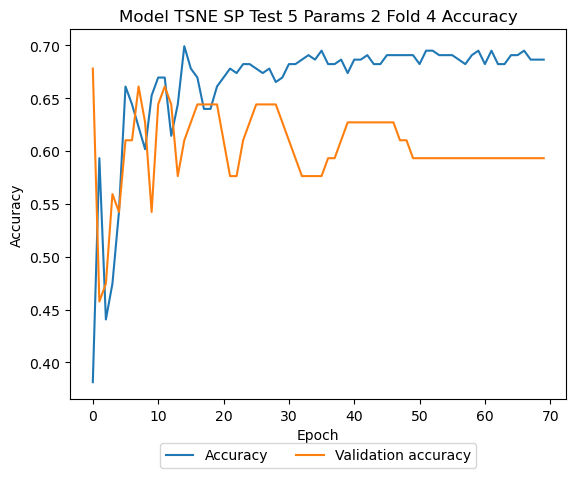 Model TSNE SP Test 5 Params 2 Fold 4 Accuracy
0.70
0.65
0.60
0.55
0.50
0.45
0.40
Accuracy
0 10 20 30 40 50 60 70
Epoch
Accuracy Validation accuracy